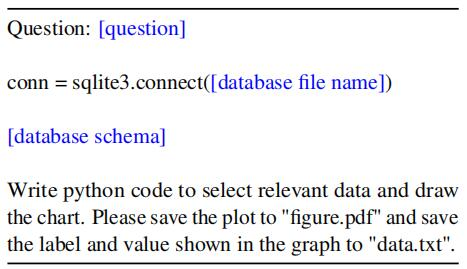 Question: [question]
conn = sqlite3.connect([database file name])
[database schema]
Write python code to select relevant data and draw
the chart. Please save the plot to "figure.pdf" and save
the label and value shown in the graph to "data.txt".